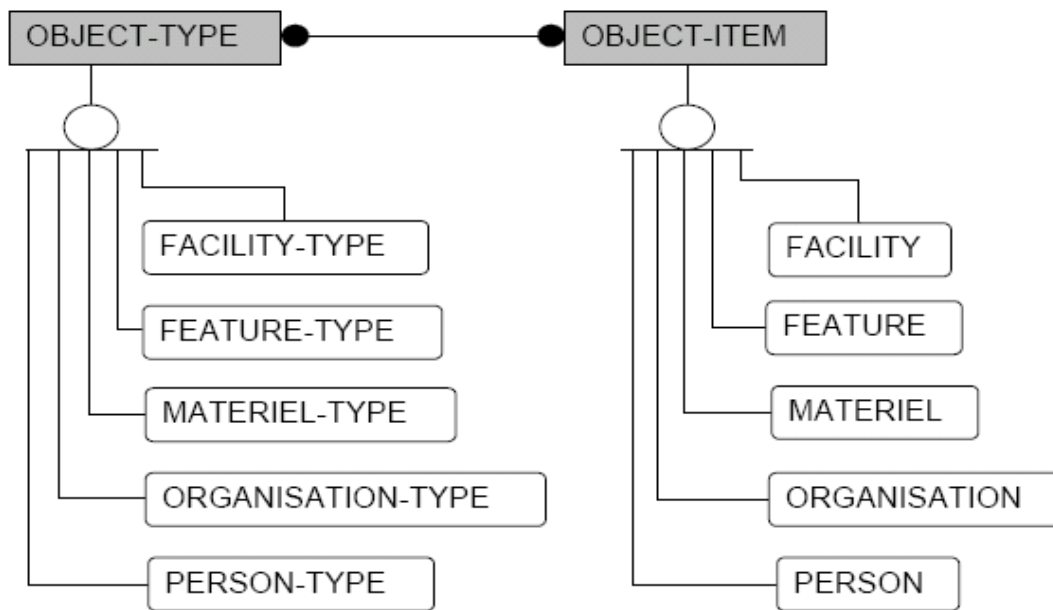 OBJECT-TYPE
OBJECT-ITEM
FACILITY-TYPE
FACILITY
FEATURE-TYPE
FEATURE
MATERIEL-TYPE
MATERIEL
ORGANISATION-TYPE
ORGANISATION
PERSON-TYPE
PERSON